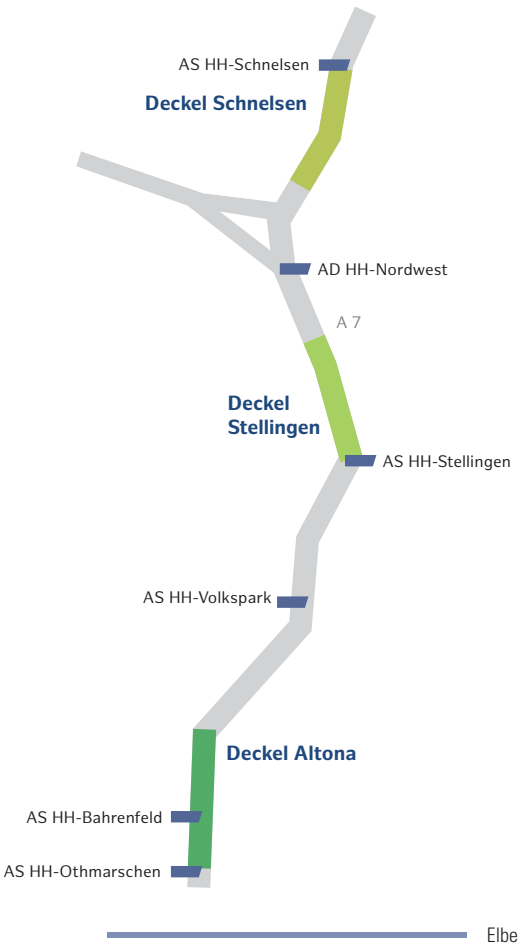 AS HH-Schnelsen
Deckel Schnelsen
AD HH-Nordwest
A 7
Deckel
Stellingen
AS HH-Stellingen
AS HH-Volkspark
Deckel Altona
AS HH-Bahrenfeld
AS HH-Othmarschen
Elbe